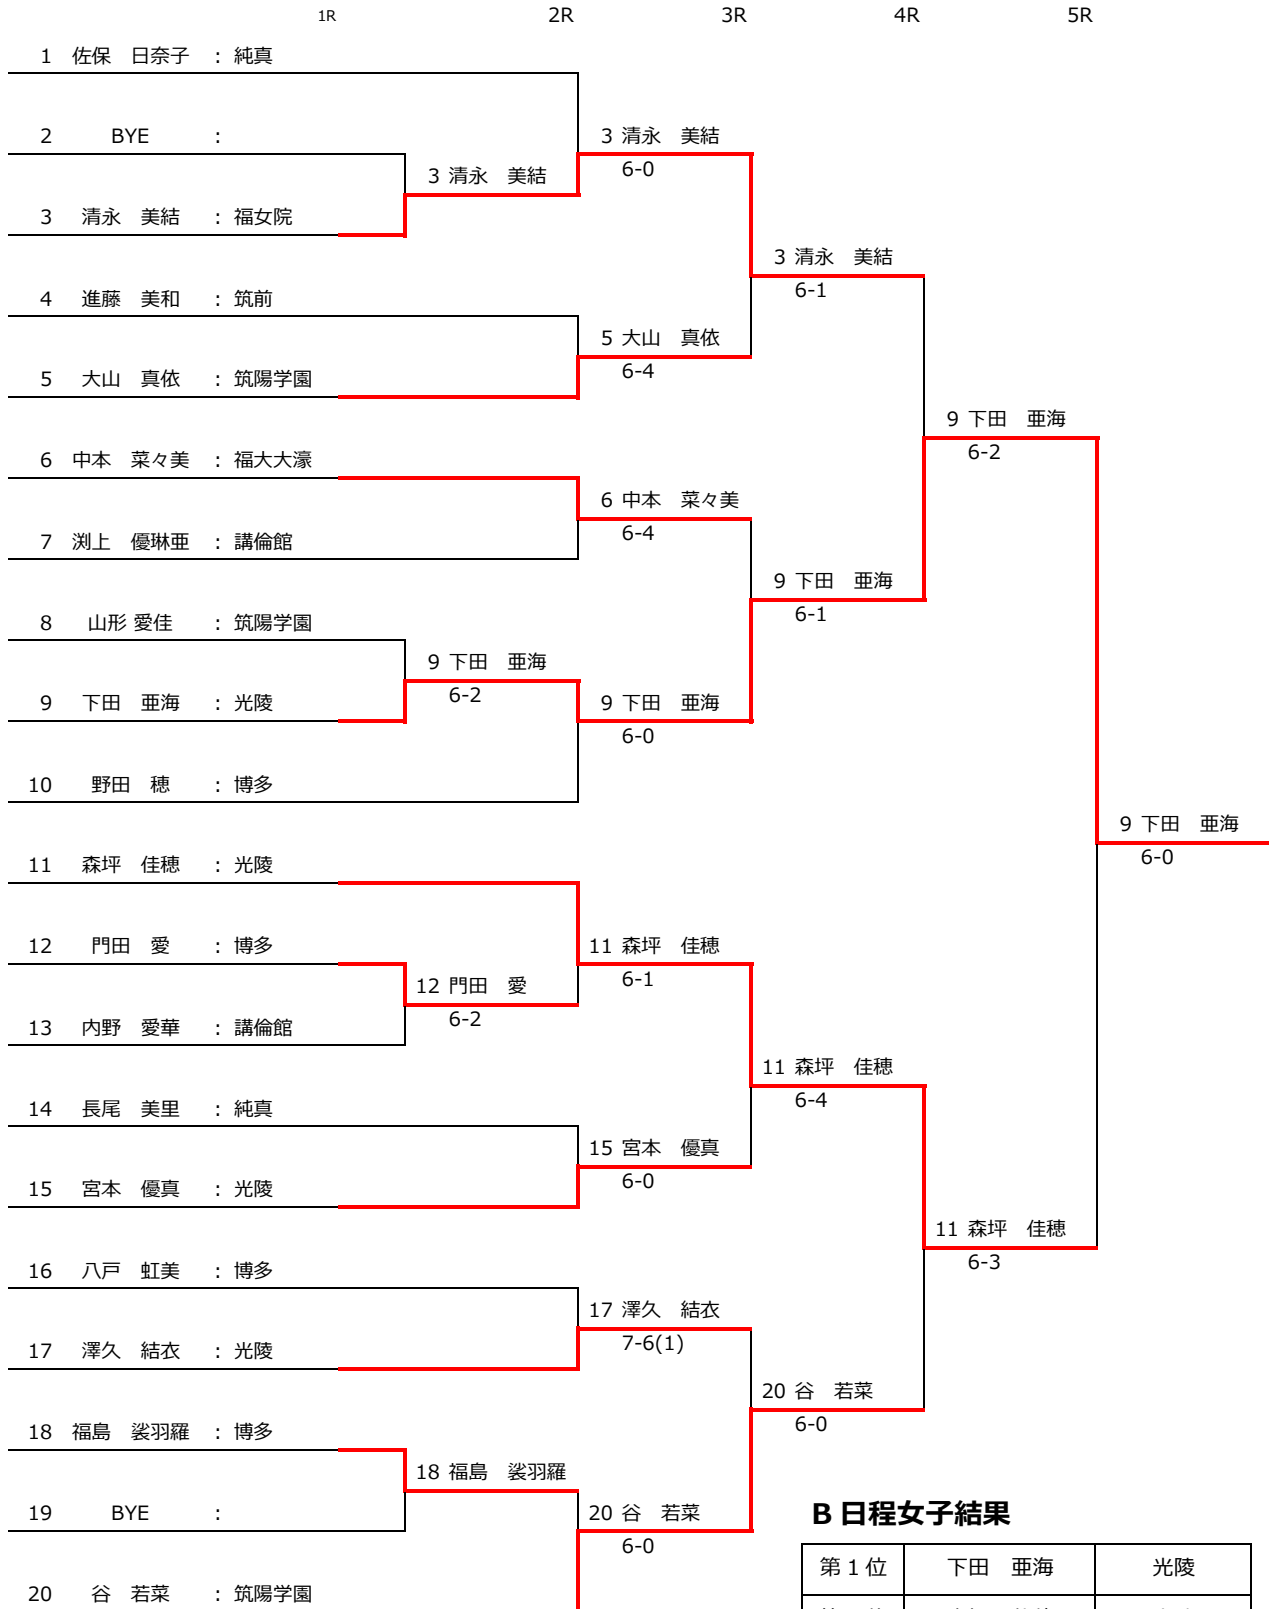 1R 2R 3R 4R 5R
1 佐保　日奈子 : 純真
2 BYE :
3 清永　美結
6-0
3 清永　美結
3 清永　美結 : 福女院
3 清永　美結
6-1
4 進藤　美和 : 筑前
5 大山　真依
6-4
5 大山　真依 : 筑陽学園
9 下田　亜海
6-2
6 中本　菜々美 : 福大大濠
6 中本　菜々美
6-4
7 渕上　優琳亜 : 講倫館
9 下田　亜海
6-1
8 山形 愛佳 : 筑陽学園
9 下田　亜海
6-2
9 下田　亜海 : 光陵
9 下田　亜海
6-0
10 野田　穂 : 博多
9 下田　亜海
6-0
11 森坪　佳穂 : 光陵
12 門田　愛 : 博多
11 森坪　佳穂
6-1
12 門田　愛
6-2
13 内野　愛華 : 講倫館
11 森坪　佳穂
6-4
14 長尾　美里 : 純真
15 宮本　優真
6-0
15 宮本　優真 : 光陵
11 森坪　佳穂
6-3
16 八戸　虹美 : 博多
17 澤久　結衣
7-6(1)
17 澤久　結衣 : 光陵
20 谷　若菜
6-0
18 福島　裟羽羅 : 博多
18 福島　裟羽羅
19 BYE :
20 谷　若菜
6-0
B 日程女子結果
第１位 下田　亜海 光陵
20 谷　若菜 : 筑陽学園